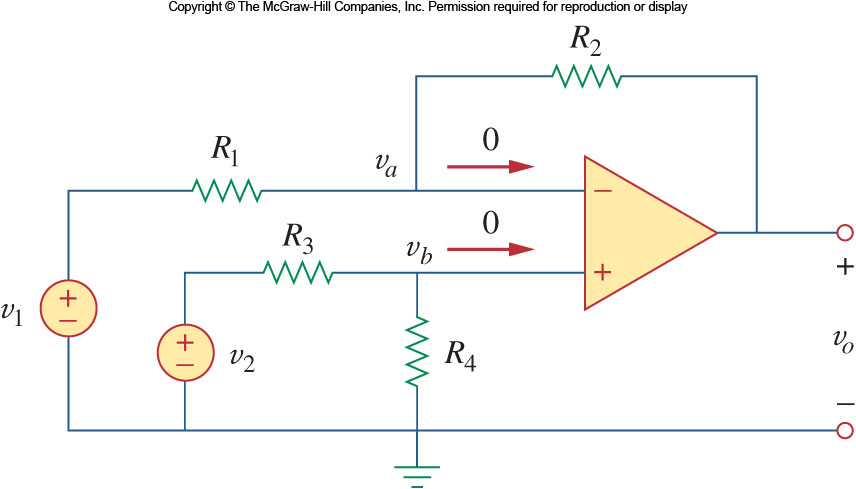 Copyright © The McGraw-Hill Companies, Inc. Permission required for reproduction or display
R2
0
R1
va
−
0
R3
vb
+
+
v1
+
−
+
−
v2
R4
vo
−